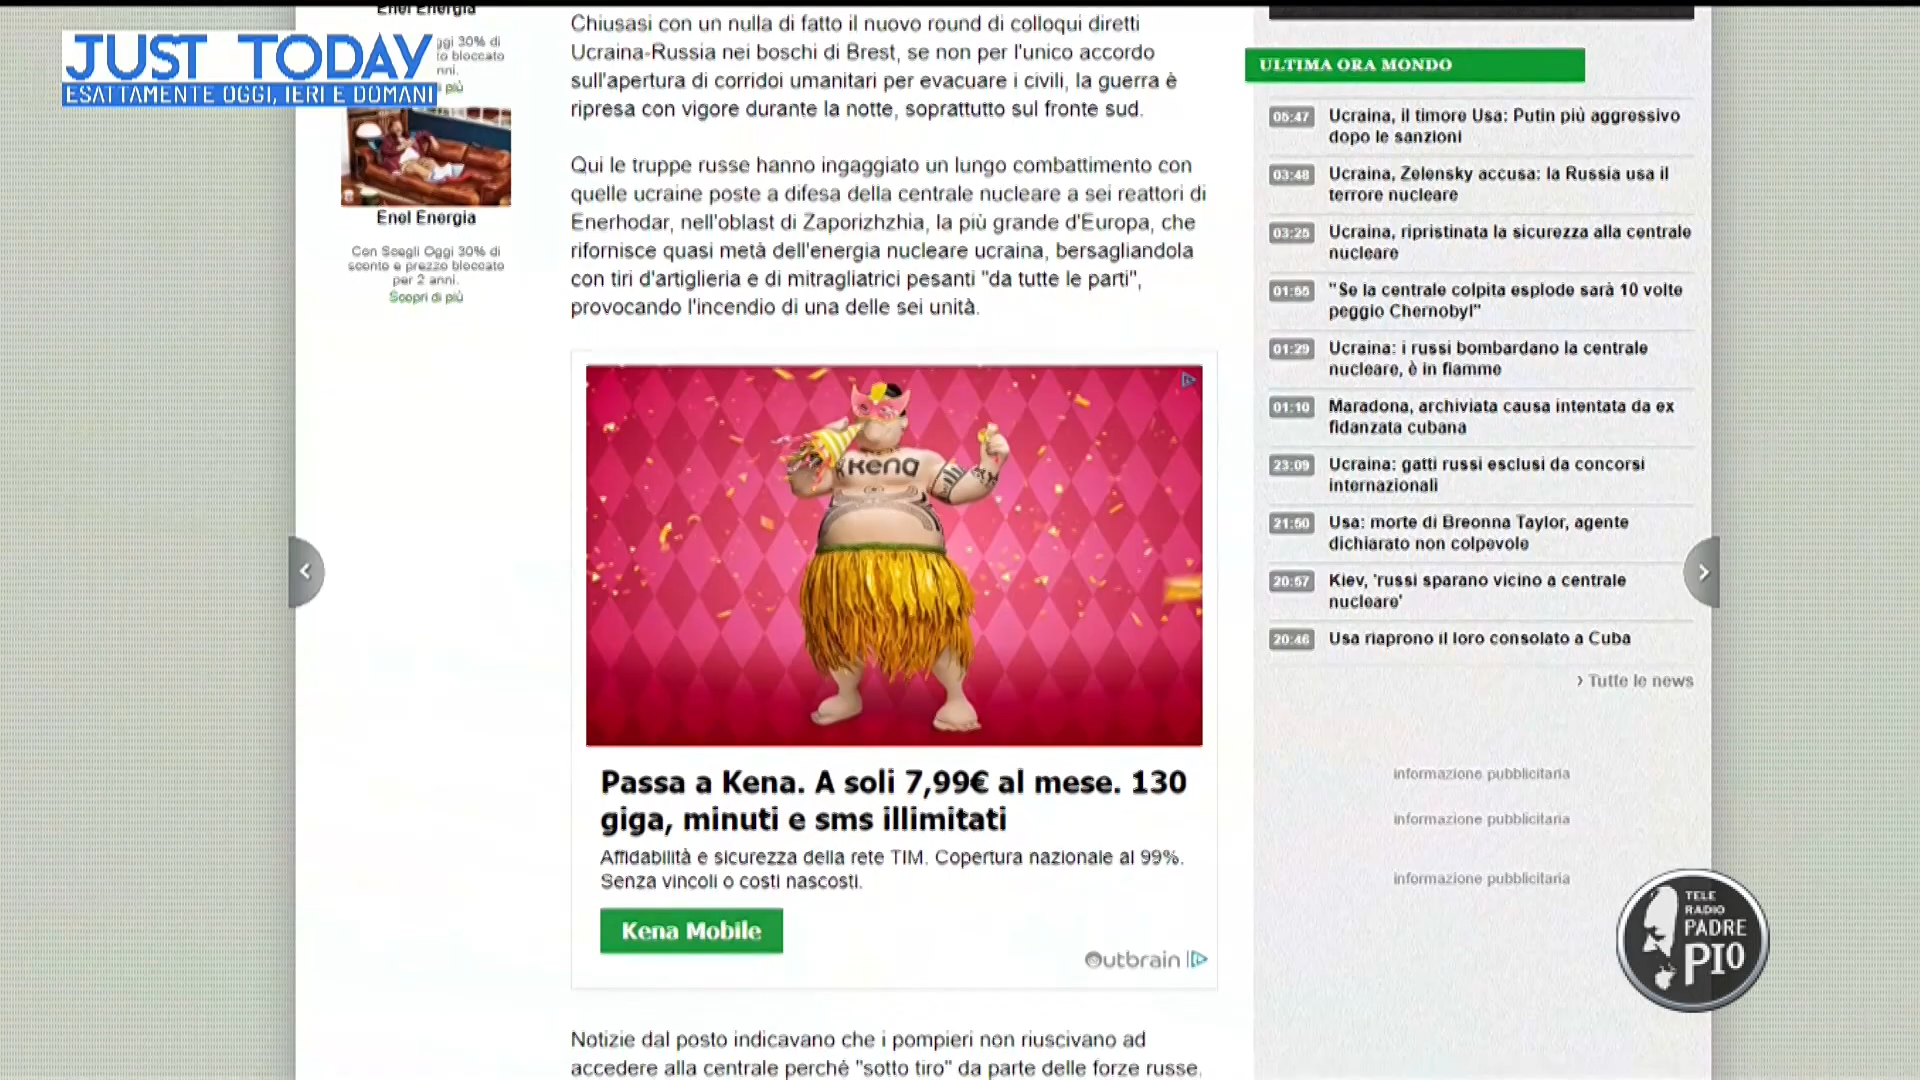 Enel Energia
JUST TODAY
ESATTAMENTE OGGI, IERI E DOMANI
ggi 30% di
bloccato
nni.
più
Enel Energia
Con Scegli Oggi 30% di
sconto e prezzo bloccato
per 2 anni.
Scopri di più
Chiusasi con un nulla di fatto il nuovo round di colloqui diretti
Ucraina-Russia nei boschi di Brest, se non per l'unico accordo
sull'apertura di corridoi umanitari per evacuare i civili, la guerra è
ripresa con vigore durante la notte, soprattutto sul fronte sud.
Qui le truppe russe hanno ingaggiato un lungo combattimento con
quelle ucraine poste a difesa della centrale nucleare a sei reattori di
Enerhodar, nell'oblast di Zaporizhzhia, la più grande d'Europa, che
rifornisce quasi metà dell'energia nucleare ucraina, bersagliandola
con tiri d'artiglieria e di mitragliatrici pesanti "da tutte le parti",
provocando l'incendio di una delle sei unità.
Kena
Passa a Kena. A soli 7,99€ al mese. 130
giga, minuti e sms illimitati
Affidabilità e sicurezza della rete TIM. Copertura nazionale al 99%.
Senza vincoli o costi nascosti.
Kena Mobile
Outbrain
Notizie dal posto indicavano che i pompieri non riuscivano ad
accedere alla centrale perché "sotto tiro" da parte delle forze russe.
ULTIMA ORA MONDO
05:47 Ucraina, il timore Usa: Putin più aggressivo
dopo le sanzioni
03:48 Ucraina, Zelensky accusa: la Russia usa il
terrore nucleare
03:25 Ucraina, ripristinata la sicurezza alla centrale
nucleare
01:55 "Se la centrale colpita esplode sarà 10 volte
peggio Chernobyl"
01:29 Ucraina: i russi bombardano la centrale
nucleare, è in fiamme
01:10 Maradona, archiviata causa intentata da ex
fidanzata cubana
23:09 Ucraina: gatti russi esclusi da concorsi
internazionali
21:50 Usa: morte di Breonna Taylor, agente
dichiarato non colpevole
20:57 Kiev, 'russi sparano vicino a centrale
nucleare'
20:46 Usa riaprono il loro consolato a Cuba
› Tutte le news
informazione pubblicitaria
informazione pubblicitaria
informazione pubblicitaria
TELE
RADIO
PADRE
PIO